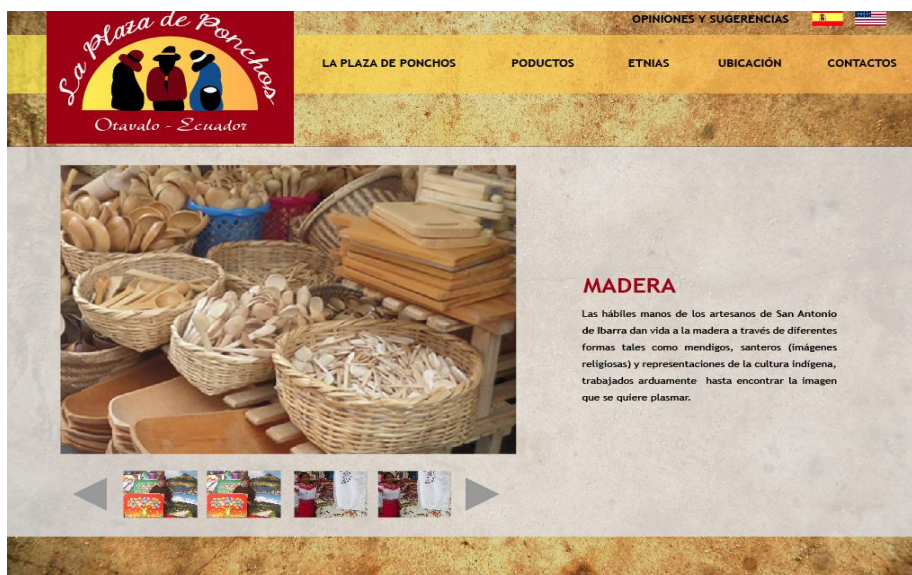 La Plaza de Ponchos
Otavalo - Ecuador
OPINIONES Y SUGERENCIAS
LA PLAZA DE PONCHOS
PODUCTOS
ETNIAS
UBICACIÓN
CONTACTOS
MADERA
Las hábiles manos de los artesanos de San Antonio
de Ibarra dan vida a la madera a través de diferentes
formas tales como mendigos, santeros (imágenes
religiosas) y representaciones de la cultura indígena,
trabajados arduamente hasta encontrar la imagen
que se quiere plasmar.